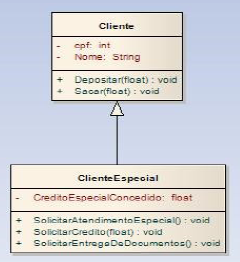 Cliente
- cpf: int
- Nome: String
+ Depositar(float) : void
+ Sacar(float) : void
ClienteEspecial
- CreditoEspecialConcedido: float
+ SolicitarAtendimentoEspecial() : void
+ SolicitarCredito(float) : void
+ SolicitarEntregaDeDocumentos() : void